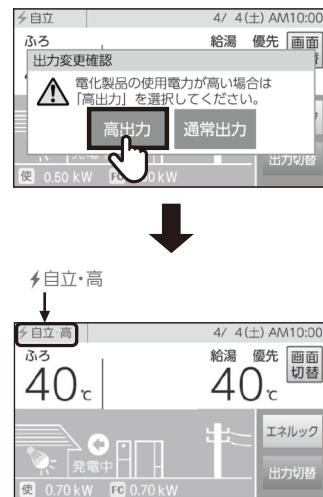 自立 4/ 4(土) AM10:00
ふろ 給湯 優先 画面
出力変更確認
電化製品の使用電力が高い場合は
「高出力」を選択してください。
高出力 通常出力
出力切替
使 0.50 kW FC
自立・高
自立・高 4/ 4(土) AM10:00
ふろ 給湯 優先 画面
切替
40℃ 40℃
エネルック
発電中
出力切替
使 0.70 kW FC 0.70 kW